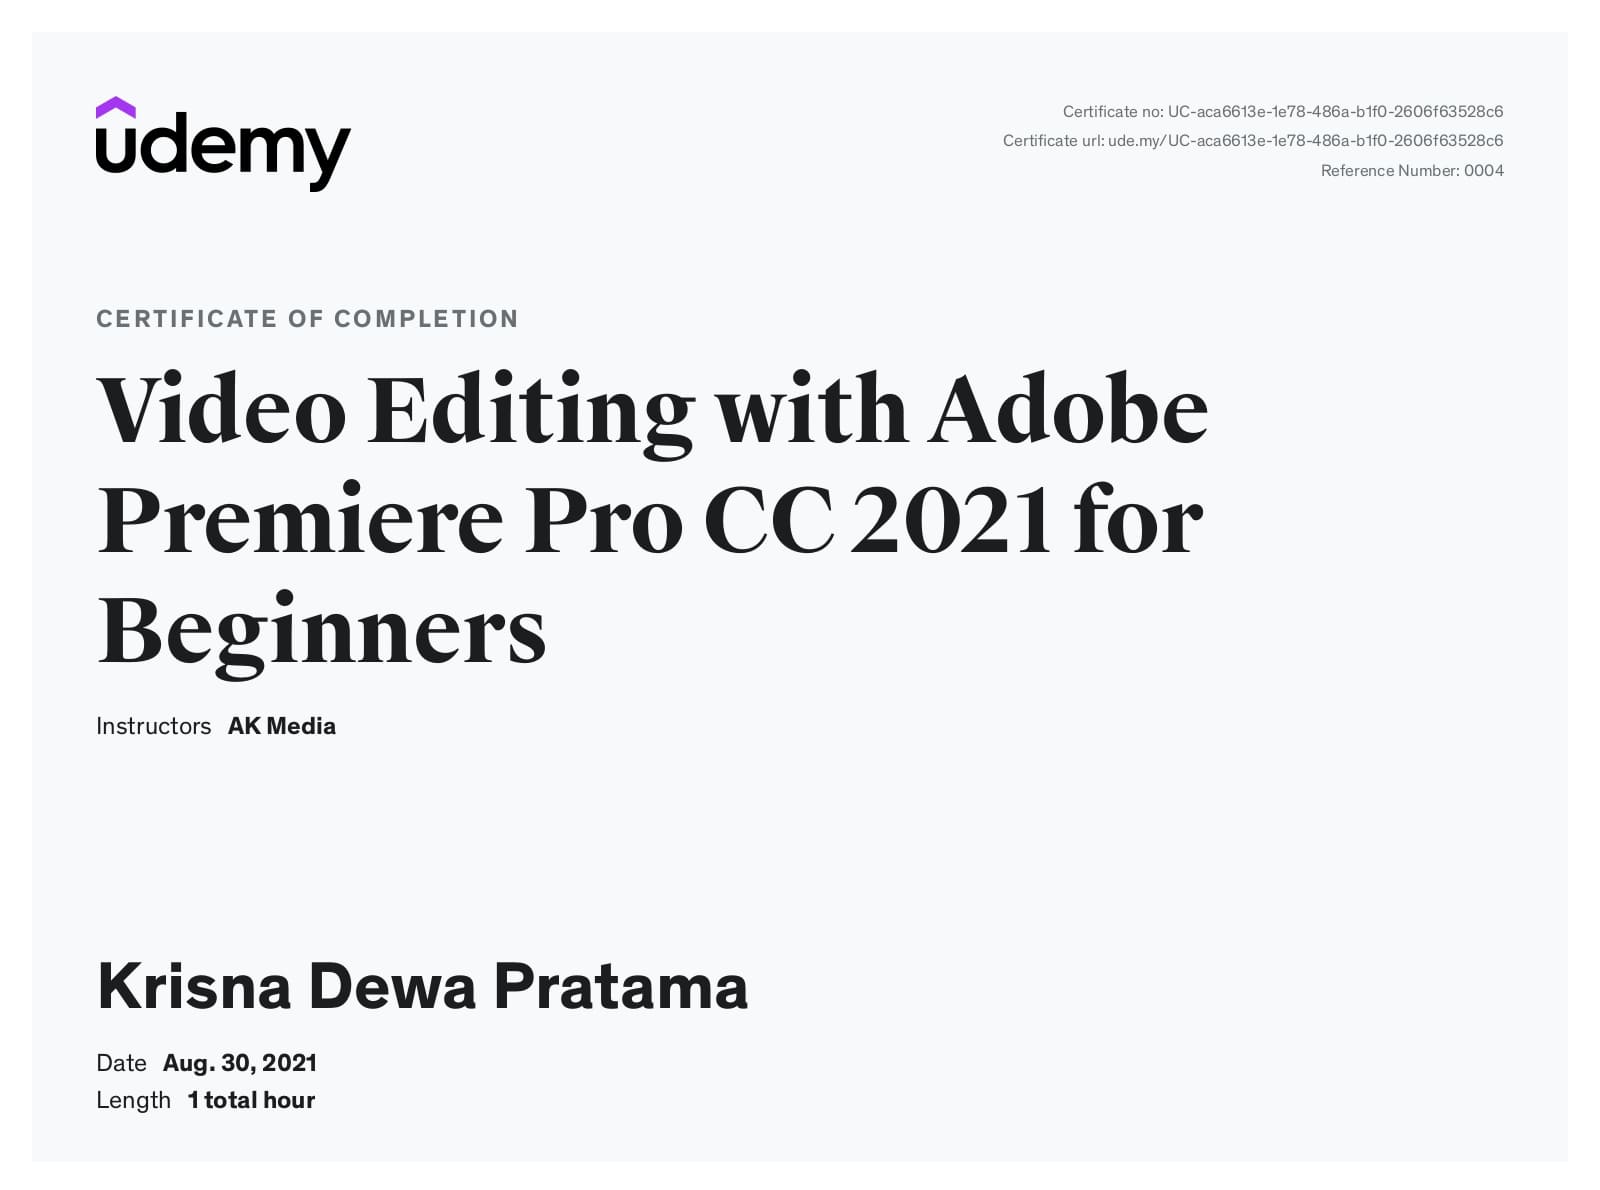 udemy
Certificate no: UC-aca6613e-1e78-486a-b1f0-2606f63528c6
Certificate url: ude.my/UC-aca6613e-1e78-486a-b1f0-2606f63528c6
Reference Number: 0004
CERTIFICATE OF COMPLETION
Video Editing with Adobe
Premiere Pro CC 2021 for
Beginners
Instructors AK Media
Krisna Dewa Pratama
Date Aug. 30, 2021
Length 1 total hour